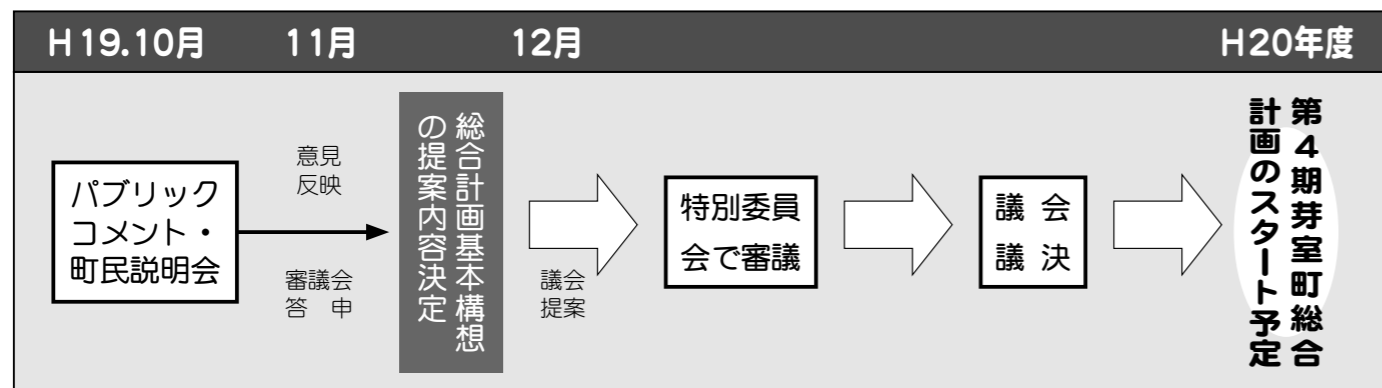 H19.10月
11月
12月
H20年度
パブリック
コメント・
町民説明会
意見
反映
審議会
答 申
総合計画基本構想
の提案内容決定
議会
提案
特別委員
会で審議
議 会
議 決
第4期芽室町総合
計画のスタート予定